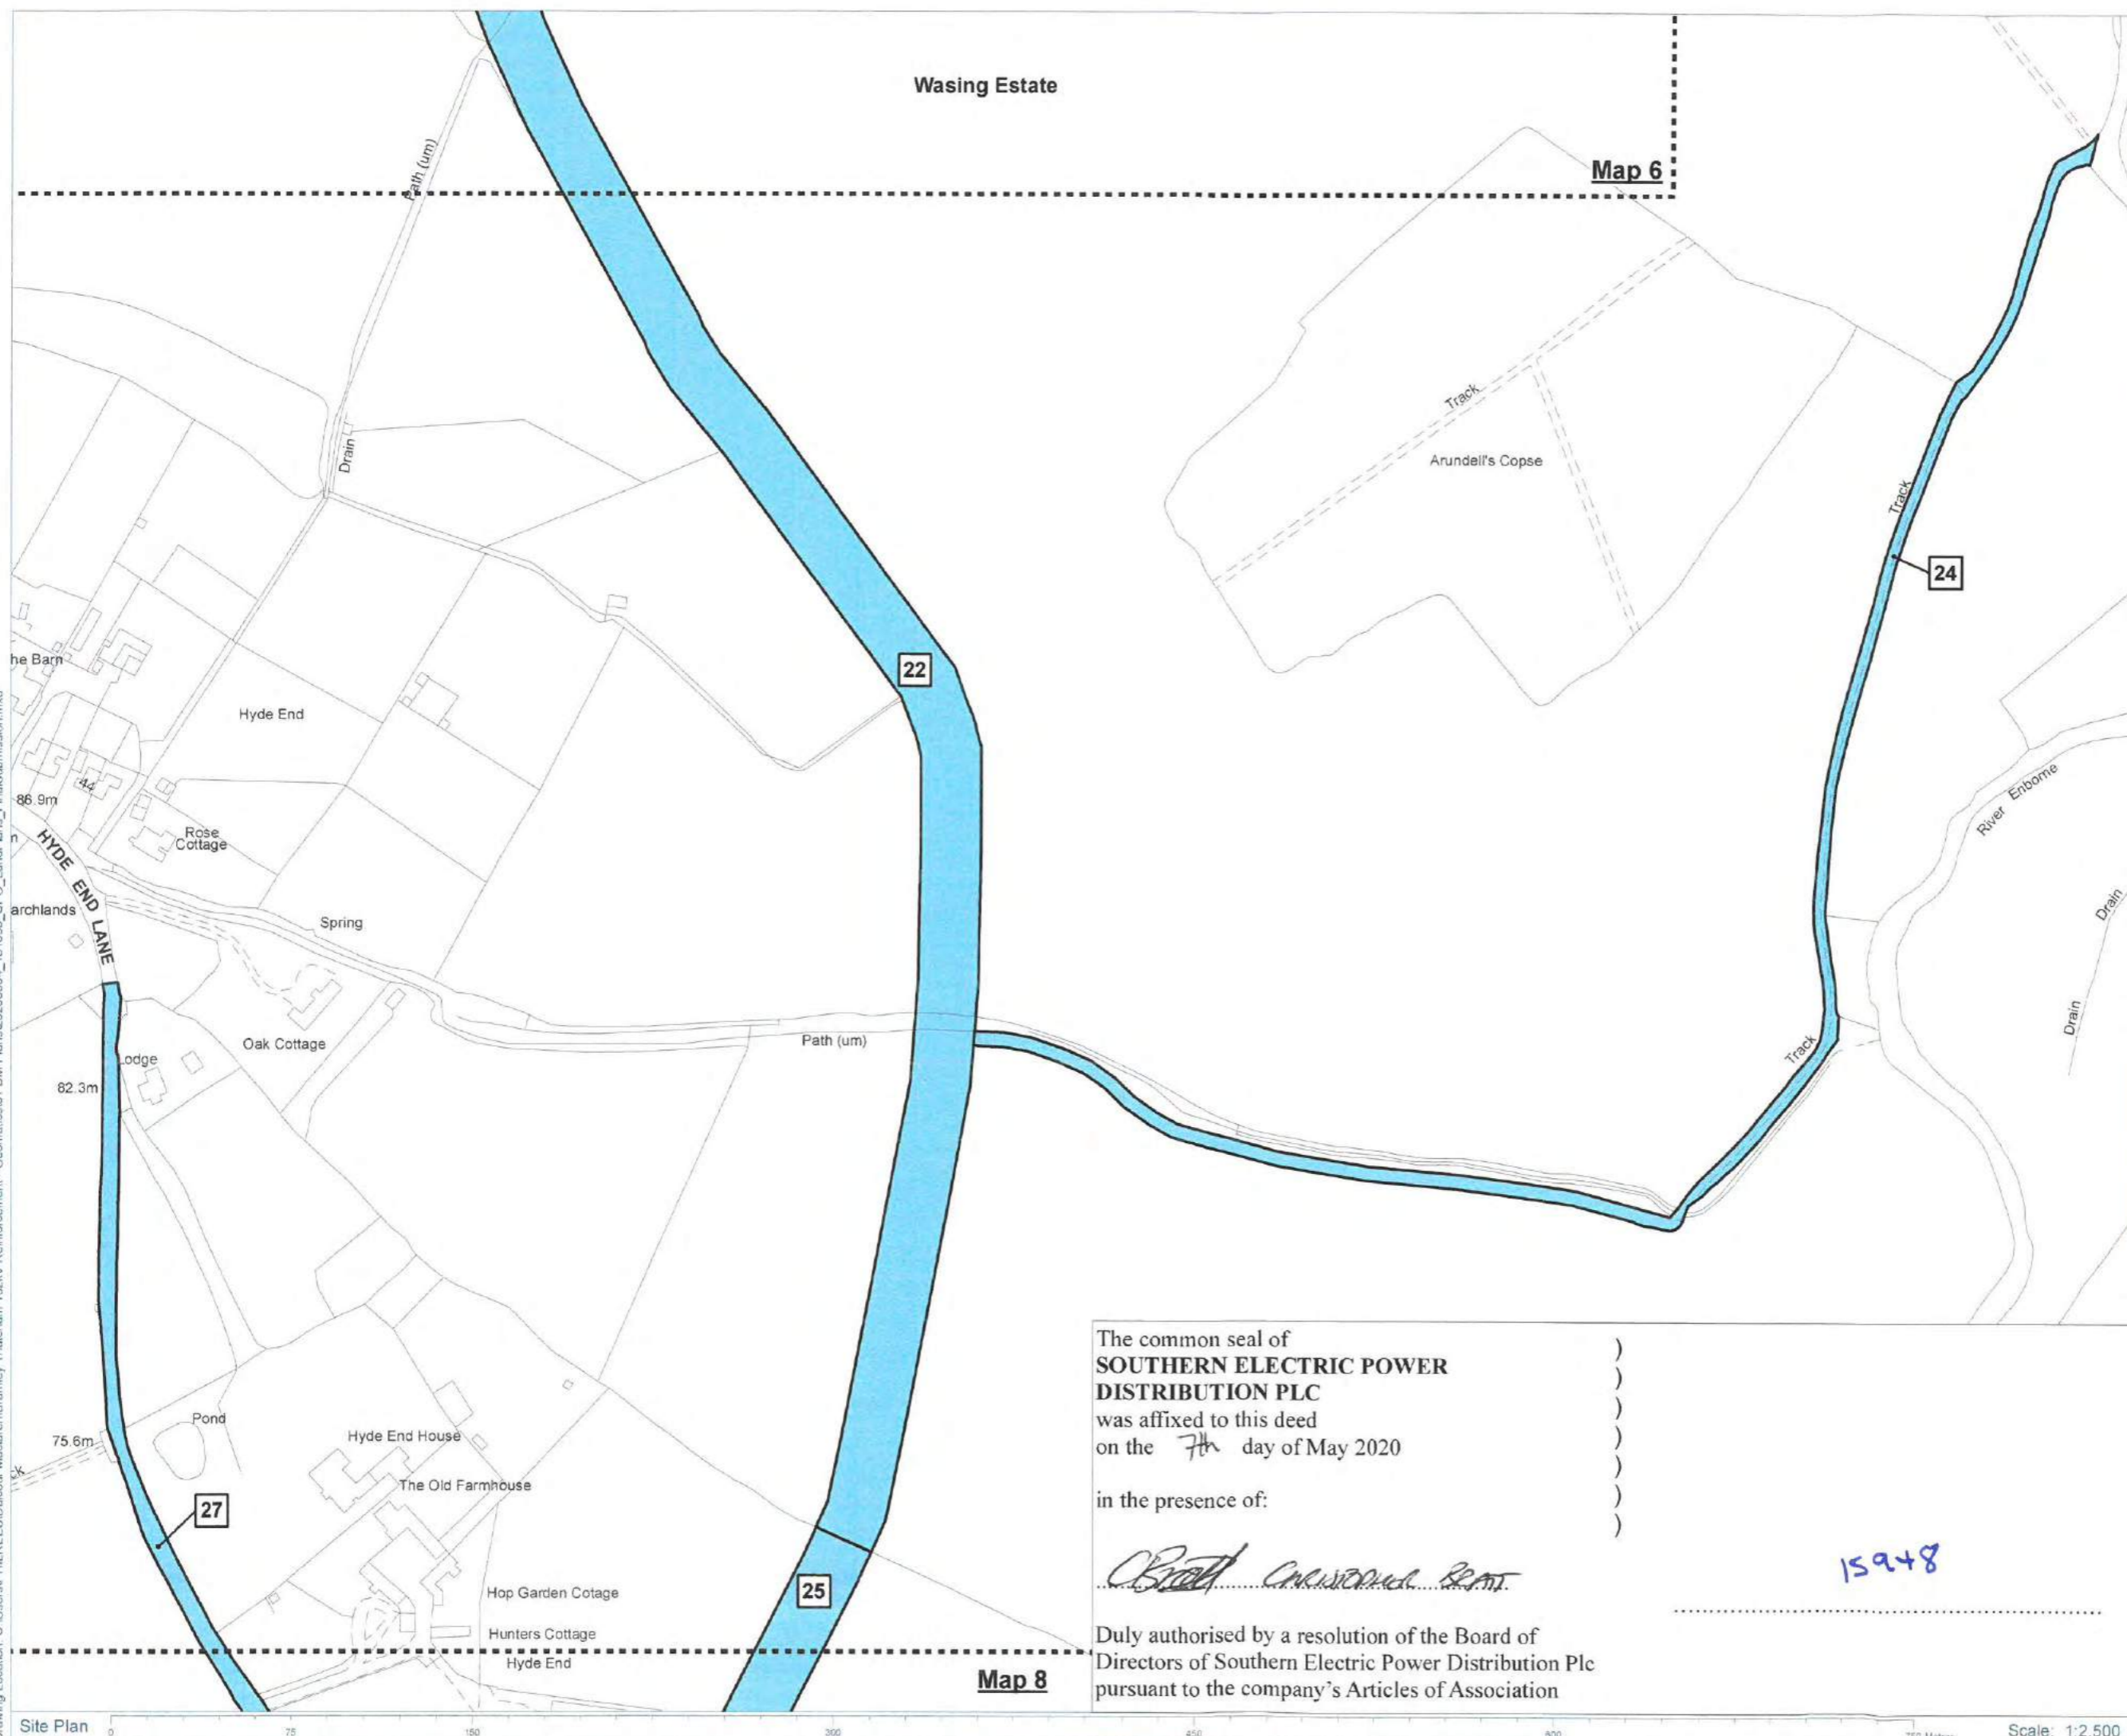 Wasing Estate
Map 6
Path (um)
Drain
Track
Arundell's Copse
Track
24
22
he Barn
Hyde End
44
86.9m
Rose
Cottage
HYDE END LANE
archlands
Spring
River Enborne
Drain
Drain
Oak Cottage
Path (um)
Lodge
82.3m
Track
Pond
75.6m
Hyde End House
The Old Farmhouse
27
25
Hop Garden Cotage
Hunters Cottage
Hyde End
Map 8
The common seal of
SOUTHERN ELECTRIC POWER
DISTRIBUTION PLC
was affixed to this deed
on the 7th day of May 2020
in the presence of:
CHRISTOPHER BRATT
15948
Duly authorised by a resolution of the Board of
Directors of Southern Electric Power Distribution Plc
pursuant to the company's Articles of Association
Site Plan
0 75 150 300 450 600 750 Metres
Scale: 1:2,500